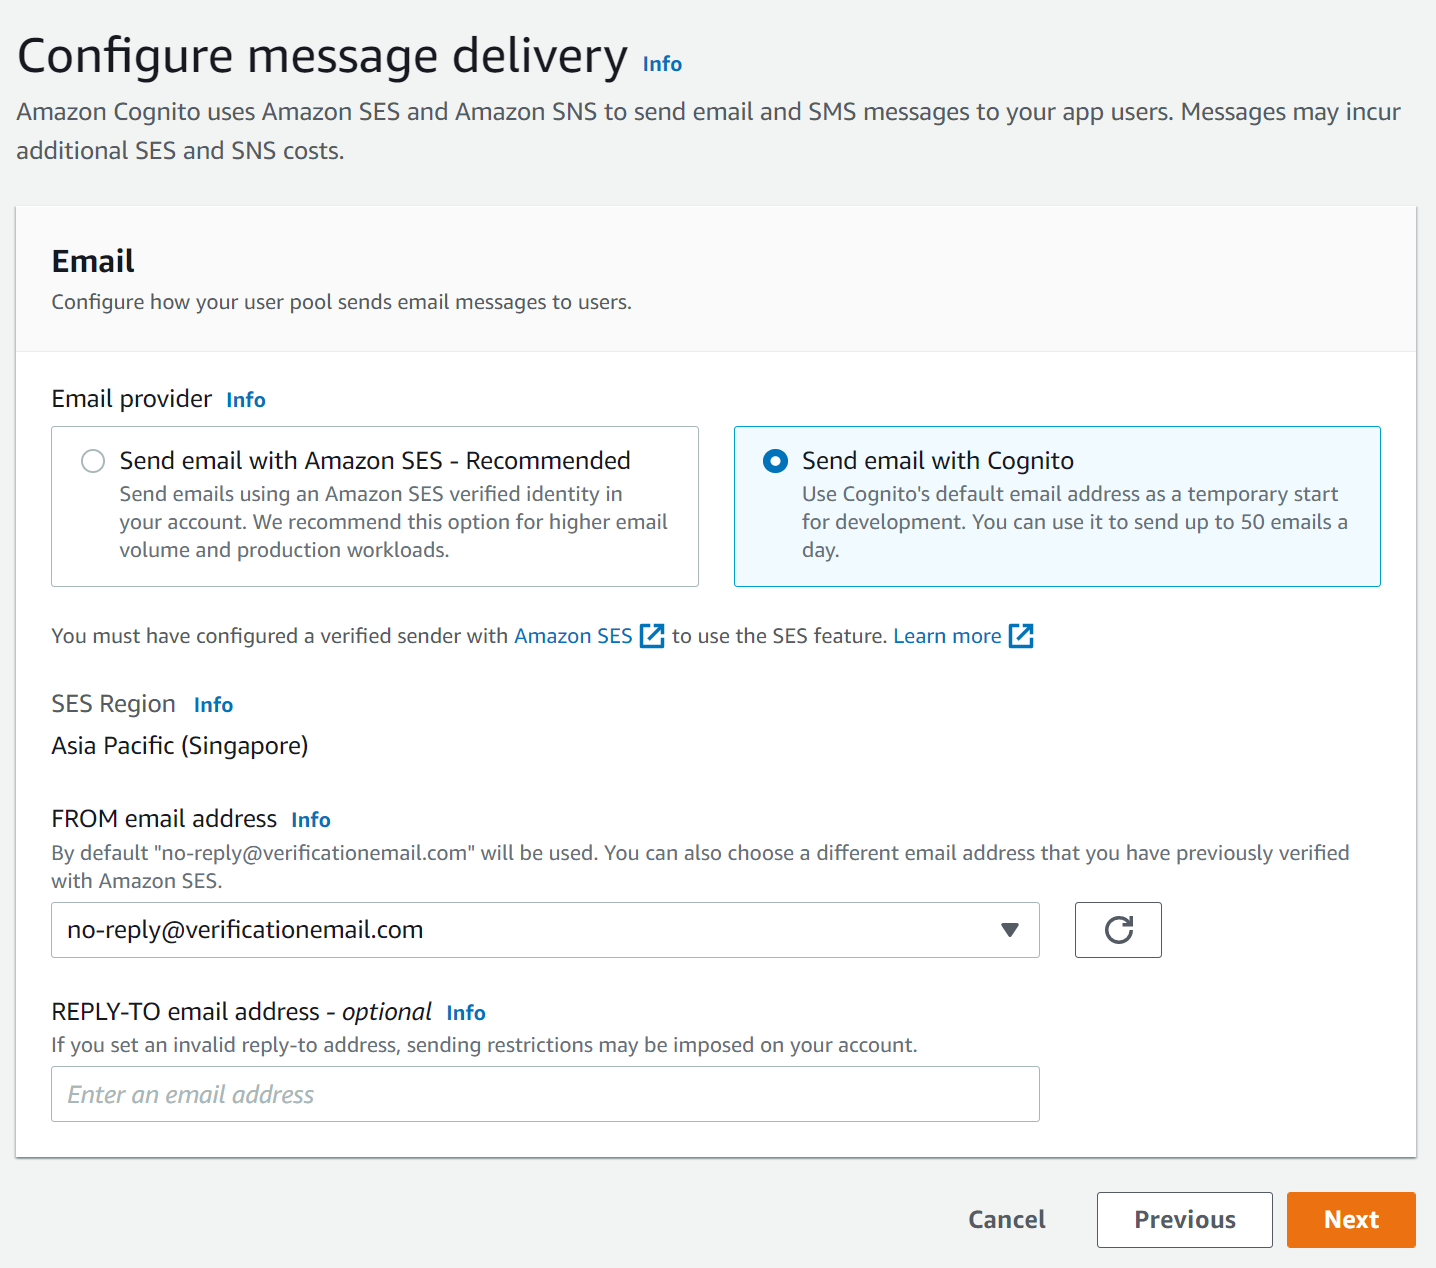 Configure message delivery Info
Amazon Cognito uses Amazon SES and Amazon SNS to send email and SMS messages to your app users. Messages may incur
additional SES and SNS costs.
Email
Configure how your user pool sends email messages to users.
Email provider Info
Send email with Amazon SES - Recommended
Send emails using an Amazon SES verified identity in
your account. We recommend this option for higher email
volume and production workloads.
Send email with Cognito
Use Cognito's default email address as a temporary start
for development. You can use it to send up to 50 emails a
day.
You must have configured a verified sender with Amazon SES to use the SES feature. Learn more
SES Region Info
Asia Pacific (Singapore)
FROM email address Info
By default "no-reply@verificationemail.com" will be used. You can also choose a different email address that you have previously verified
with Amazon SES.
no-reply@verificationemail.com
REPLY-TO email address - optional Info
If you set an invalid reply-to address, sending restrictions may be imposed on your account.
Enter an email address
Cancel Previous Next